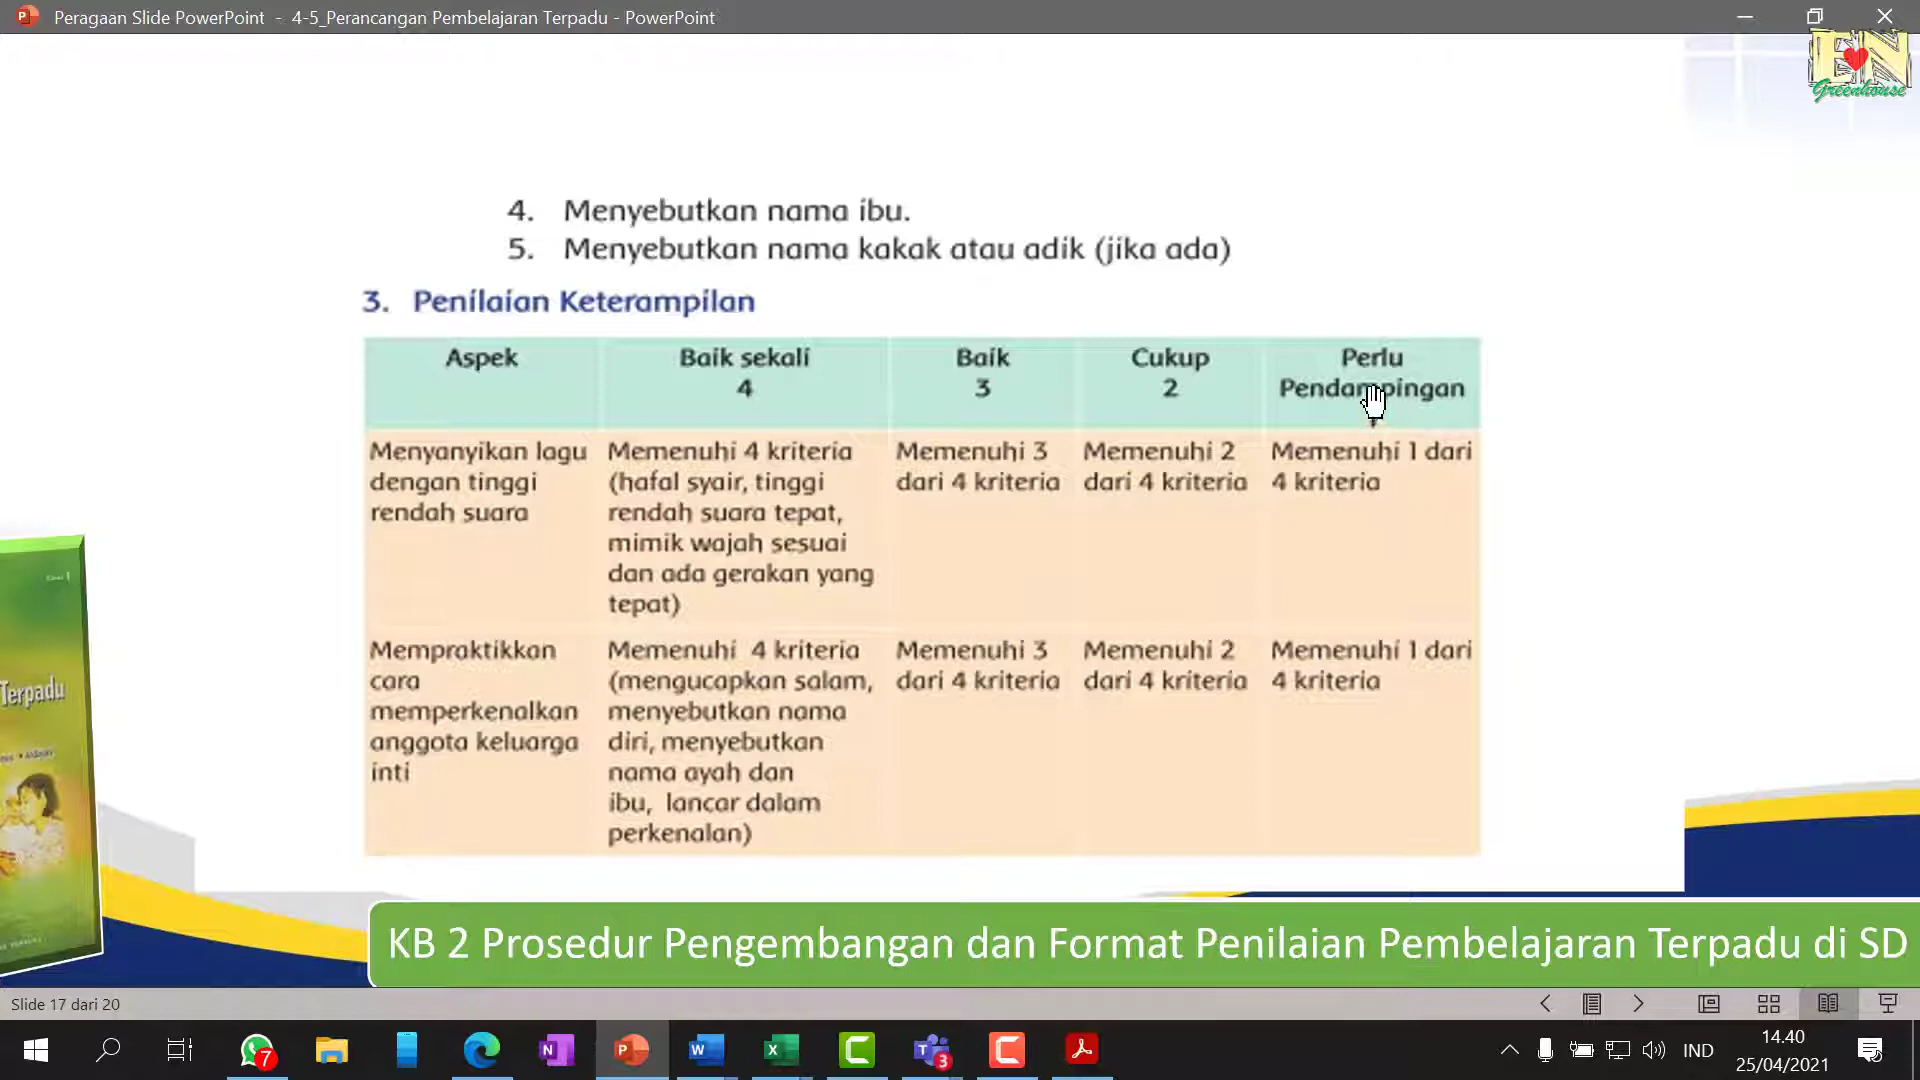 Peragaan Slide PowerPoint - 4-5_Perancangan Pembelajaran Terpadu - PowerPoint
EN
Greenhouse
4. Menyebutkan nama ibu.
5. Menyebutkan nama kakak atau adik (jika ada)
3. Penilaian Keterampilan
Aspek
Baik sekali
4
Baik
3
Cukup
2
Perlu
Pendampingan
Menyanyikan lagu
dengan tinggi
rendah suara
Memenuhi 4 kriteria
(hafal syair, tinggi
rendah suara tepat,
mimik wajah sesuai
dan ada gerakan yang
tepat)
Memenuhi 3
dari 4 kriteria
Memenuhi 2
dari 4 kriteria
Memenuhi 1 dari
4 kriteria
Mempraktikkan
cara
memperkenalkan
anggota keluarga
inti
Memenuhi 4 kriteria
(mengucapkan salam,
menyebutkan nama
diri, menyebutkan
nama ayah dan
ibu, lancar dalam
perkenalan)
Memenuhi 3
dari 4 kriteria
Memenuhi 2
dari 4 kriteria
Memenuhi 1 dari
4 kriteria
Terpadu
KB 2 Prosedur Pengembangan dan Format Penilaian Pembelajaran Terpadu di SD
Slide 17 dari 20
7
3
IND
14.40
25/04/2021